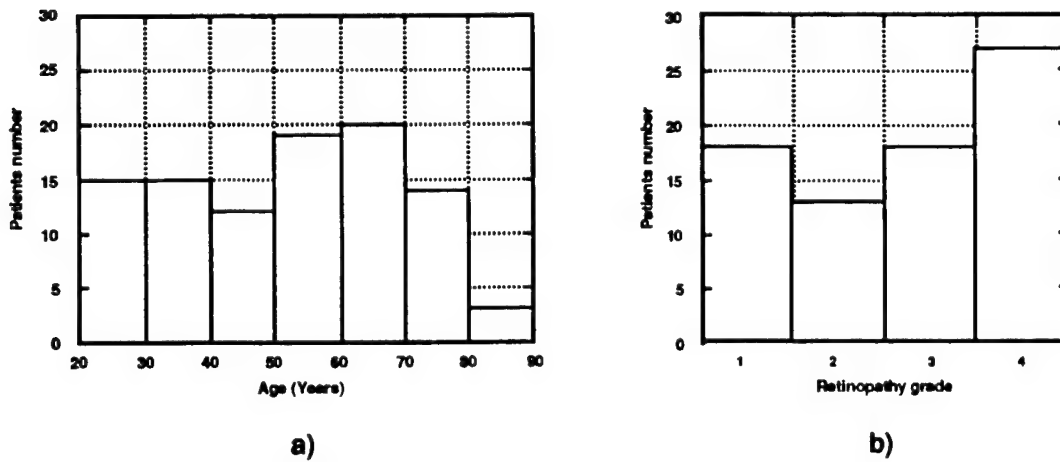 Patients number
30
25
20
15
10
5
0
20 30 40 50 60 70 80 90
Age (Years)
a)
Patients number
30
25
20
15
10
5
0
1 2 3 4
Retinopathy grade
b)